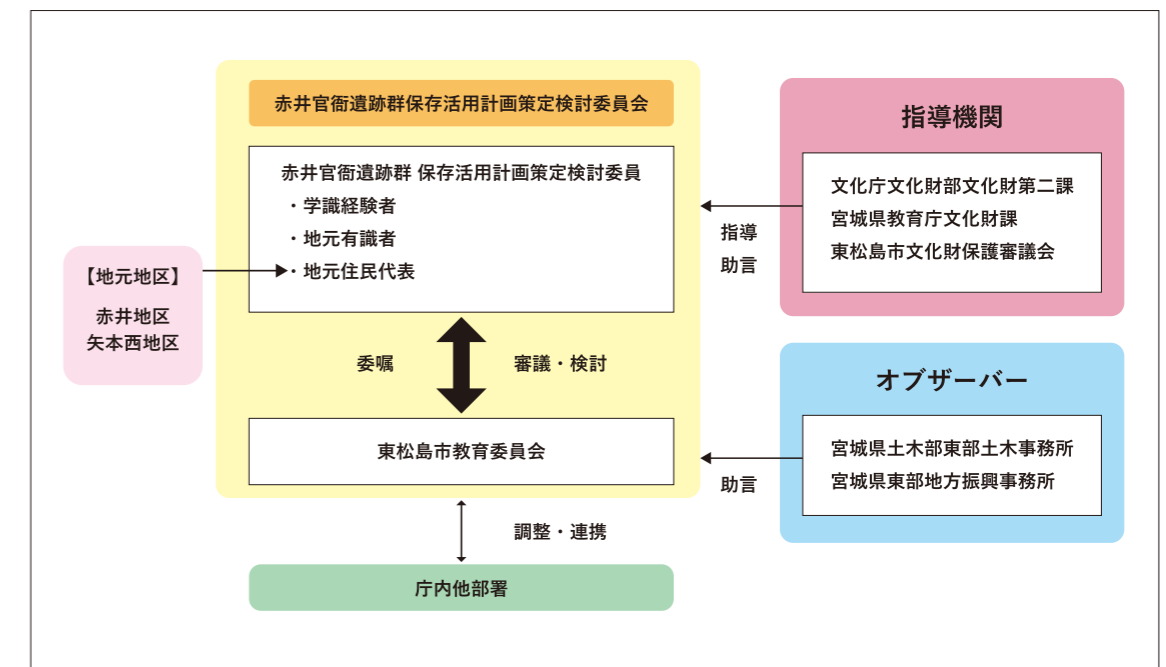 赤井官衙遺跡群保存活用計画策定検討委員会
赤井官衙遺跡群 保存活用計画策定検討委員
・学識経験者
・地元有識者
・地元住民代表
【地元地区】
赤井地区
矢本西地区
委嘱
審議・検討
東松島市教育委員会
調整・連携
庁内他部署
指導機関
文化庁文化財部文化財第二課
宮城県教育庁文化財課
東松島市文化財保護審議会
指導
助言
オブザーバー
宮城県土木部東部土木事務所
宮城県東部地方振興事務所
助言